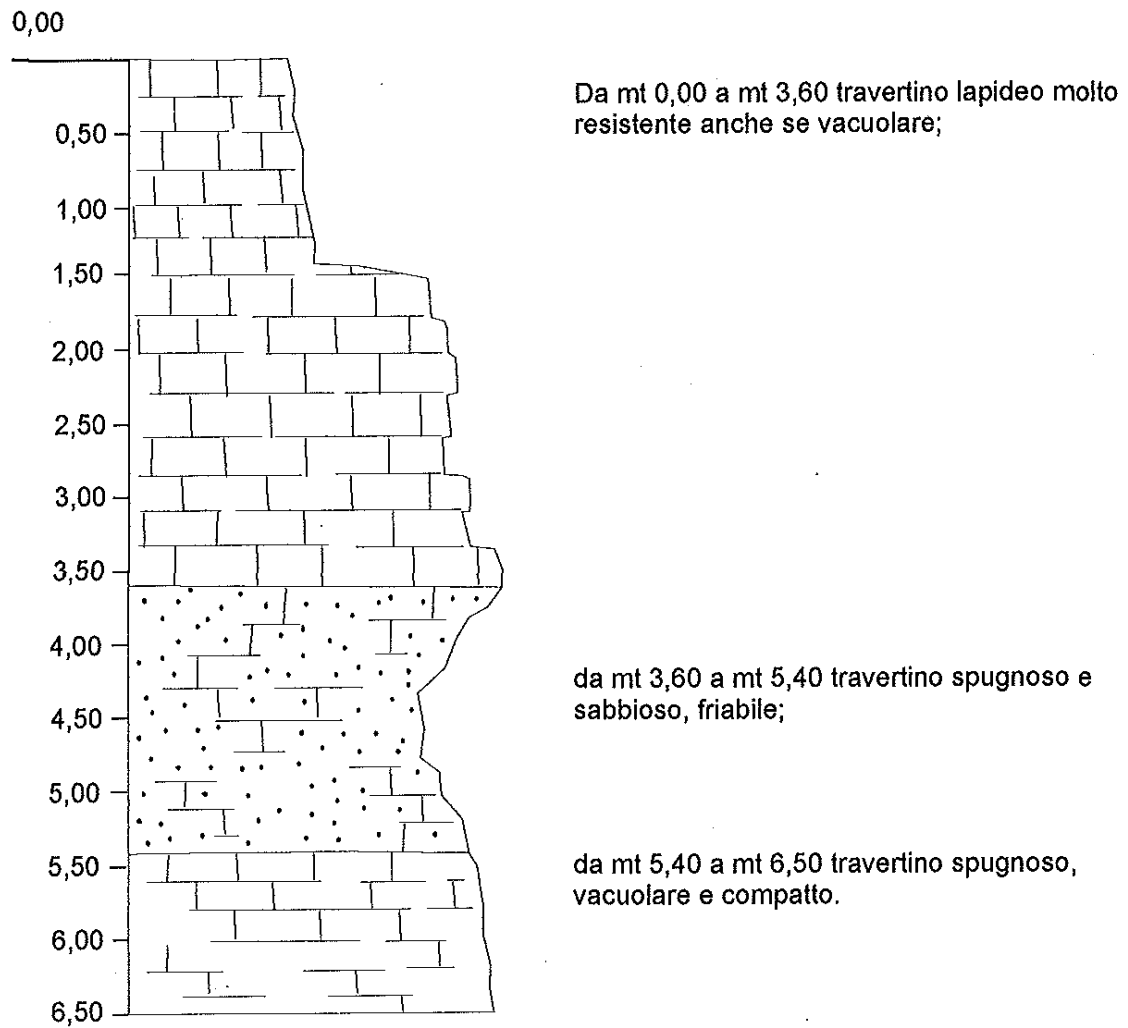 0,00
Da mt 0,00 a mt 3,60 travertino lapideo molto
resistente anche se vacuolare;
0,50
1,00
1,50
2,00
2,50
3,00
3,50
4,00
da mt 3,60 a mt 5,40 travertino spugnoso e
sabbioso, friabile;
4,50
5,00
5,50
da mt 5,40 a mt 6,50 travertino spugnoso,
vacuolare e compatto.
6,00
6,50